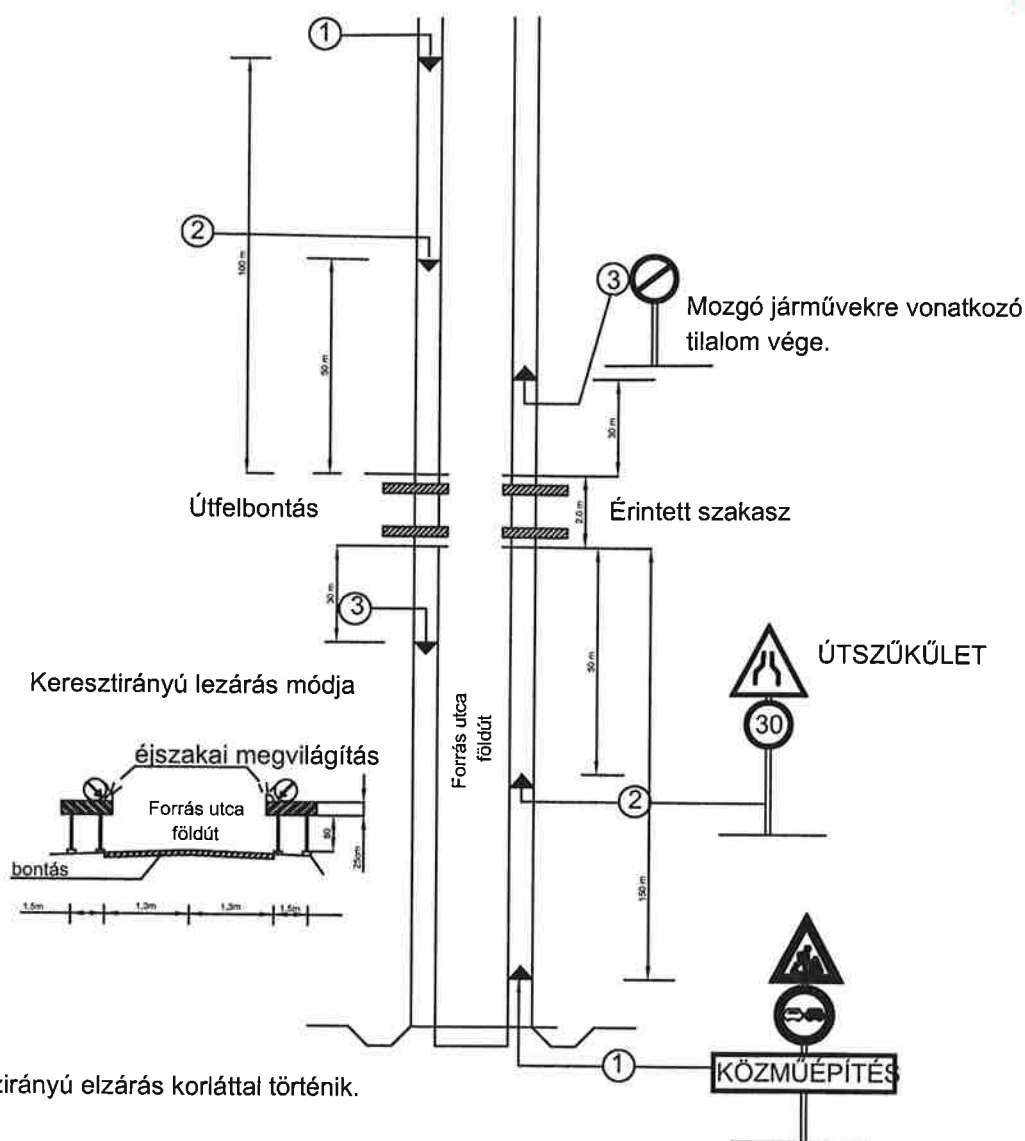 1
2
100 m
50 m
3
Mozgó járművekre vonatkozó
tilalom vége.
30 m
Útfelbontás
2.0 m
Érintett szakasz
30 m
3
50 m
150 m
ÚTSZŰKŰLET
30
2
Keresztirányú lezárás módja
éjszakai megvilágítás
Forrás utca
földút
Forrás utca
földút
80
25cm
bontás
1.5m
1,3m
1,3m
1,5m
1
KÖZMŰÉPÍTÉS
zirányú elzárás korláttal történik.